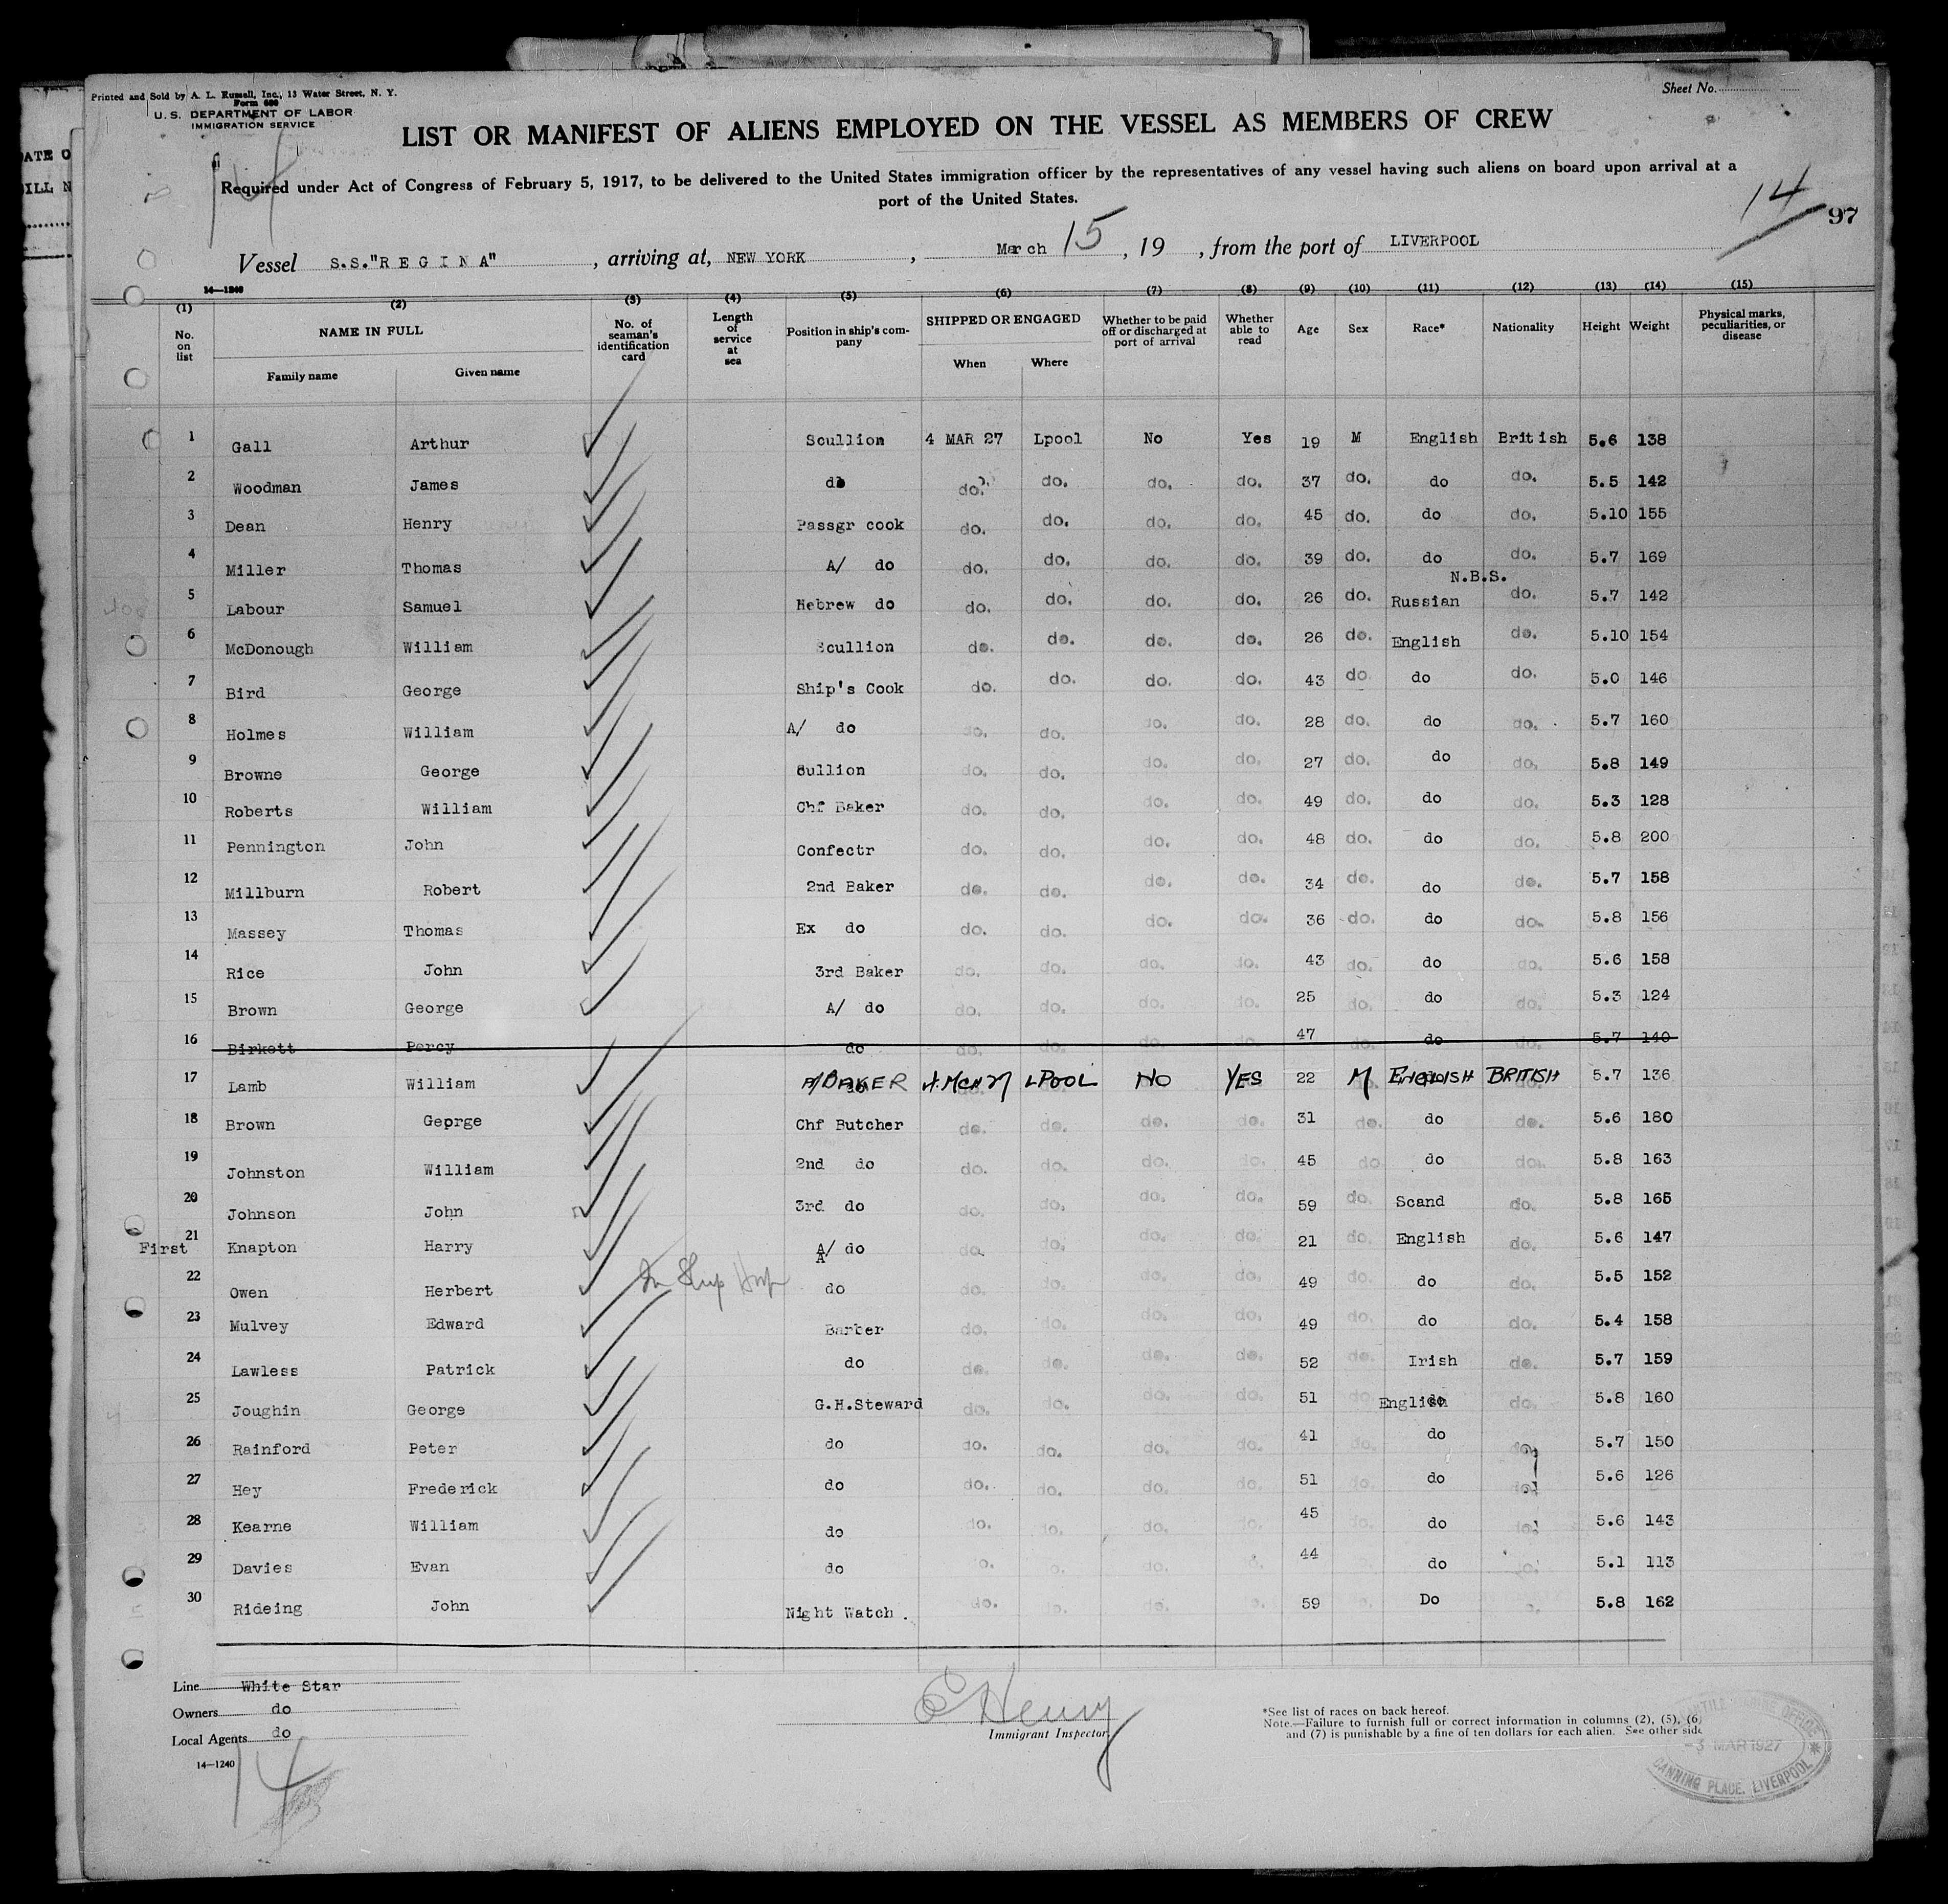 Printed and Sold by A. L. Russell, Inc., 13 Water Street, N. Y.
Form 680
U. S. DEPARTMENT OF LABOR
IMMIGRATION SERVICE
Sheet No.
LIST OR MANIFEST OF ALIENS EMPLOYED ON THE VESSEL AS MEMBERS OF CREW
Required under Act of Congress of February 5, 1917, to be delivered to the United States immigration officer by the representatives of any vessel having such aliens on board upon arrival at a
port of the United States.
14
14 97
Vessel S.S."REGINA", arriving at, NEW YORK, March 15, 19 , from the port of LIVERPOOL
14—1240
(1) (2) (3) (4) (5) (6) (7) (8) (9) (10) (11) (12) (13) (14) (15)
No. on list NAME IN FULL Family name Given name No. of seaman's identification card Length of service at sea Position in ship's company SHIPPED OR ENGAGED When Where Whether to be paid off or discharged at port of arrival Whether able to read Age Sex Race* Nationality Height Weight Physical marks, peculiarities, or disease
1 Gall Arthur Scullion 4 MAR 27 Lpool No Yes 19 M English British 5.6 138
2 Woodman James do do. do. do. do. 37 do. do do. 5.5 142
3 Dean Henry Passgr cook do. do. do. do. 45 do. do do. 5.10 155
4 Miller Thomas A/ do do. do. do. do. 39 do. do do. 5.7 169
N.B.S.
5 Labour Samuel Hebrew do do. do. do. do. 26 do. Russian do. 5.7 142
6 McDonough William Scullion do. do. do. do. 26 do. English do. 5.10 154
7 Bird George Ship's Cook do. do. do. do. 43 do do do. 5.0 146
8 Holmes William A/ do do. do. do. do. 28 do. do do. 5.7 160
9 Browne George Sullion do. do. do. do. 27 do. do do. 5.8 149
10 Roberts William Chf Baker do. do. do. do. 49 do. do do. 5.3 128
11 Pennington John Confectr do. do. do. do. 48 do. do do. 5.8 200
12 Millburn Robert 2nd Baker do. do. do. do. 34 do. do do. 5.7 158
13 Massey Thomas Ex do do. do. do. do. 36 do. do do. 5.8 156
14 Rice John 3rd Baker do. do. do. do. 43 do. do do. 5.6 158
15 Brown George A/ do do. do. do. do. 25 do. do do. 5.3 124
16 Birkett Percy do do. do. do. do. 47 do. do do. 5.7 140
17 Lamb William A/BAKER 4.MCH 27 LPOOL NO YES 22 M ENGLISH BRITISH 5.7 136
18 Brown Geprge Chf Butcher do. do. do. do. 31 do. do do. 5.6 180
19 Johnston William 2nd do do. do. do. do. 45 do do do. 5.8 163
20 Johnson John 3rd do do. do. do. do. 59 do. Scand do. 5.8 165
First 21 Knapton Harry A/ do do. do. do. do. 21 do. English do. 5.6 147
22 Owen Herbert In Ship Hosp do do. do. do. do. 49 do. do do. 5.5 152
23 Mulvey Edward Barber do. do. do. do. 49 do. do do. 5.4 158
24 Lawless Patrick do do. do. do. do. 52 do. Irish do. 5.7 159
25 Joughin George G.H.Steward do. do. do. do. 51 do English do. 5.8 160
26 Rainford Peter do do. do. do. do. 41 do. do do. 5.7 150
27 Hey Frederick do do. do. do. do. 51 do. do do. 5.6 126
28 Kearne William do do. do. do. do. 45 do. do do. 5.6 143
29 Davies Evan do o. o. do. o. 44 do 5.1 113
30 Rideing John Night Watch. do. o. do. o. 59 o. Do o. 5.8 162
Line White Star
Owners do
Local Agents do
14—1240
14
E Henry
Immigrant Inspector
*See list of races on back hereof.
Note.—Failure to furnish full or correct information in columns (2), (5), (6)
and (7) is punishable by a fine of ten dollars for each alien. See other side
MARINE OFFICE
-3 MAR 1927
CANNING PLACE, LIVERPOOL